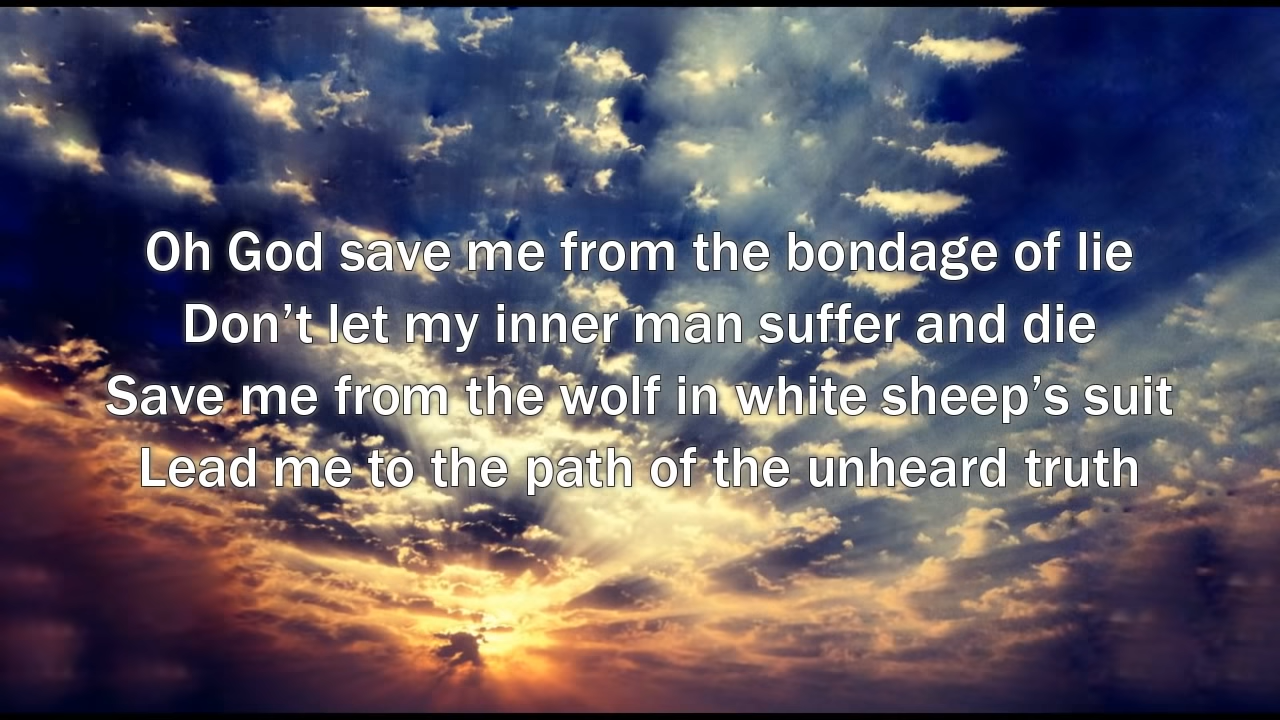 Oh God save me from the bondage of lie
Don’t let my inner man suffer and die
Save me from the wolf in white sheep’s suit
Lead me to the path of the unheard truth